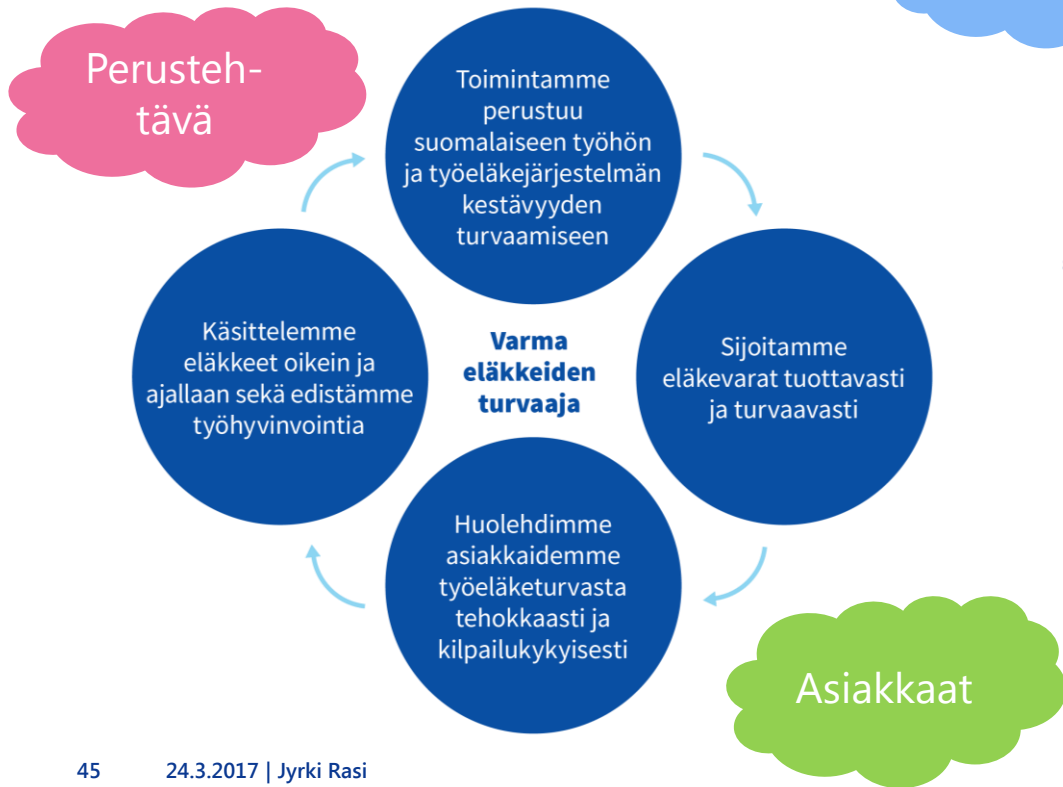 Perusteh-
tävä
Toimintamme
perustuu
suomalaiseen työhön
ja työeläkejärjestelmän
kestävyyden
turvaamiseen
Käsittelemme
eläkkeet oikein ja
ajallaan sekä edistämme
työhyvinvointia
Varma
eläkkeiden
turvaaja
Sijoitamme
eläkevarat tuottavasti
ja turvaavasti
Huolehdimme
asiakkaidemme
työeläketurvasta
tehokkaasti ja
kilpailukykyisesti
Asiakkaat
45 24.3.2017 | Jyrki Rasi